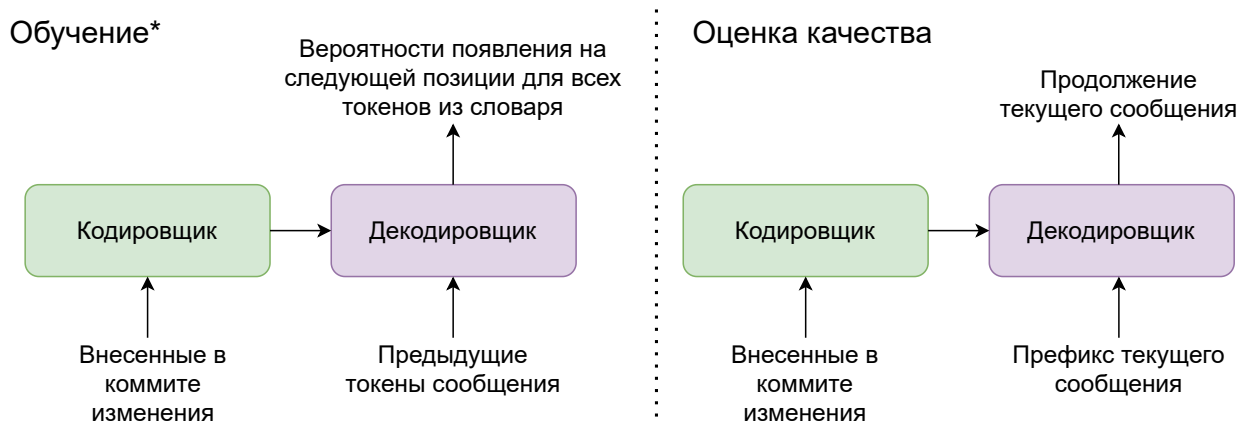 Обучение*
Вероятности появления на
следующей позиции для всех
токенов из словаря
Кодировщик
Декодировщик
Внесенные в
коммите
изменения
Предыдущие
токены сообщения
Оценка качества
Продолжение
текущего сообщения
Кодировщик
Декодировщик
Внесенные в
коммите
изменения
Префикс текущего
сообщения